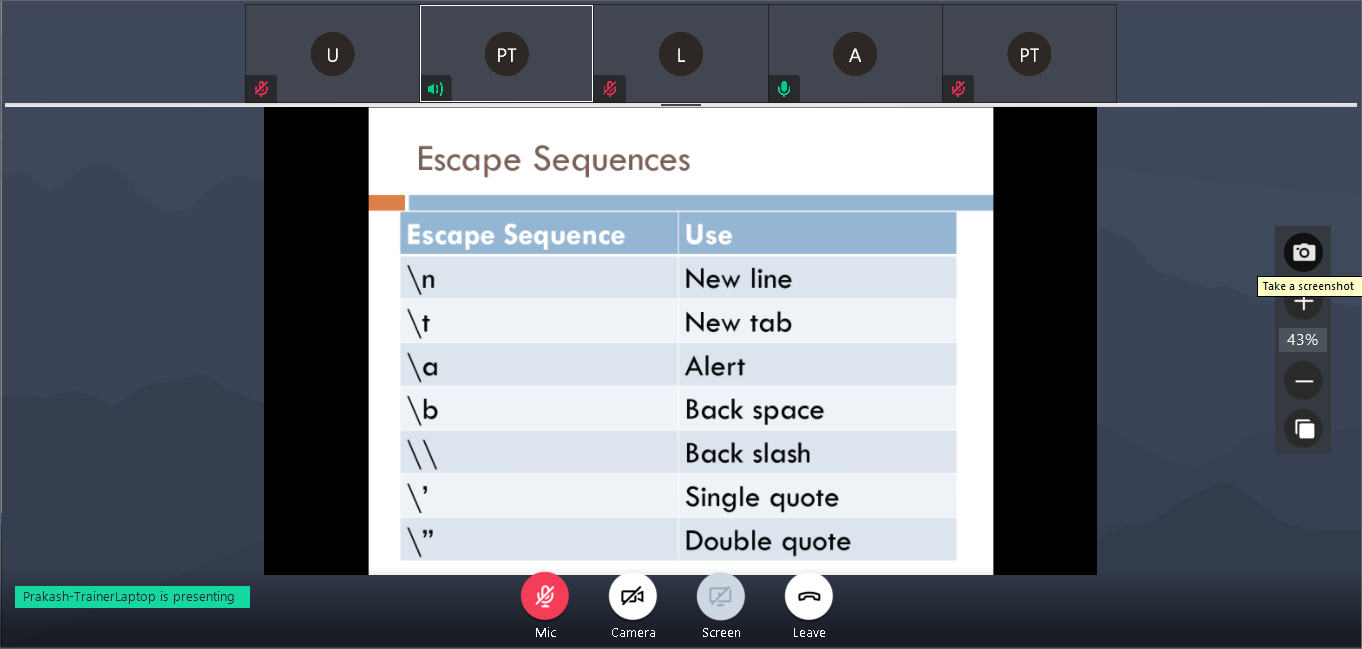 U
PT
L
A
PT
Escape Sequences
Escape Sequence Use
\n New line
\t New tab
\a Alert
\b Back space
\\ Back slash
\’ Single quote
\” Double quote
Take a screenshot
43%
Prakash-TrainerLaptop is presenting
Mic Camera Screen Leave